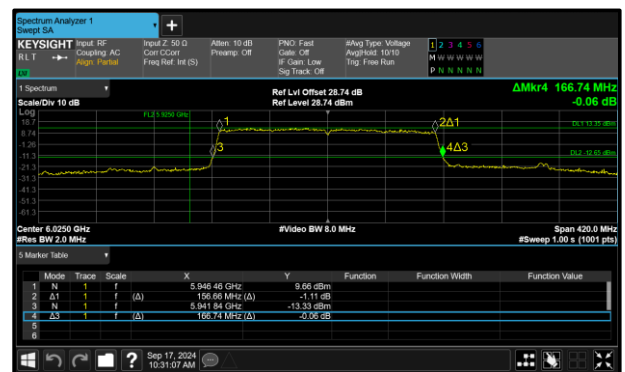 Spectrum Analyzer 1
Swept SA
+
KEYSIGHT Input: RF Input Z: 50 Ω Atten: 10 dB PNO: Fast #Avg Type: Voltage 1 2 3 4 5 6
RLT Coupling: AC Corr CCorr Preamp: Off Gate: Off Avg|Hold: 10/10 M W W W W W
Align: Partial Freq Ref: Int (S) IF Gain: Low Trig: Free Run
Sig Track: Off P N N N N N
LW
1 Spectrum Ref Lvl Offset 28.74 dB ΔMkr4 166.74 MHz
Scale/Div 10 dB Ref Level 28.74 dBm -0.06 dB
Log
18.7 FL2 5.9250 GHz 1 2Δ1 DL1 13.35 dBm
8.74
-1.26 3 4Δ3
-11.3 DL2 -12.65 dBm
-21.3
-31.3
-41.3
-51.3
-61.3
Center 6.0250 GHz #Video BW 8.0 MHz Span 420.0 MHz
#Res BW 2.0 MHz #Sweep 1.00 s (1001 pts)
5 Marker Table
Mode Trace Scale X Y Function Function Width Function Value
1 N 1 f 5.946 46 GHz 9.66 dBm
2 Δ1 1 f (Δ) 156.66 MHz (Δ) -1.11 dB
3 N 1 f 5.941 84 GHz -13.33 dBm
4 Δ3 1 f (Δ) 166.74 MHz (Δ) -0.06 dB
5
6
? Sep 17, 2024
10:31:07 AM